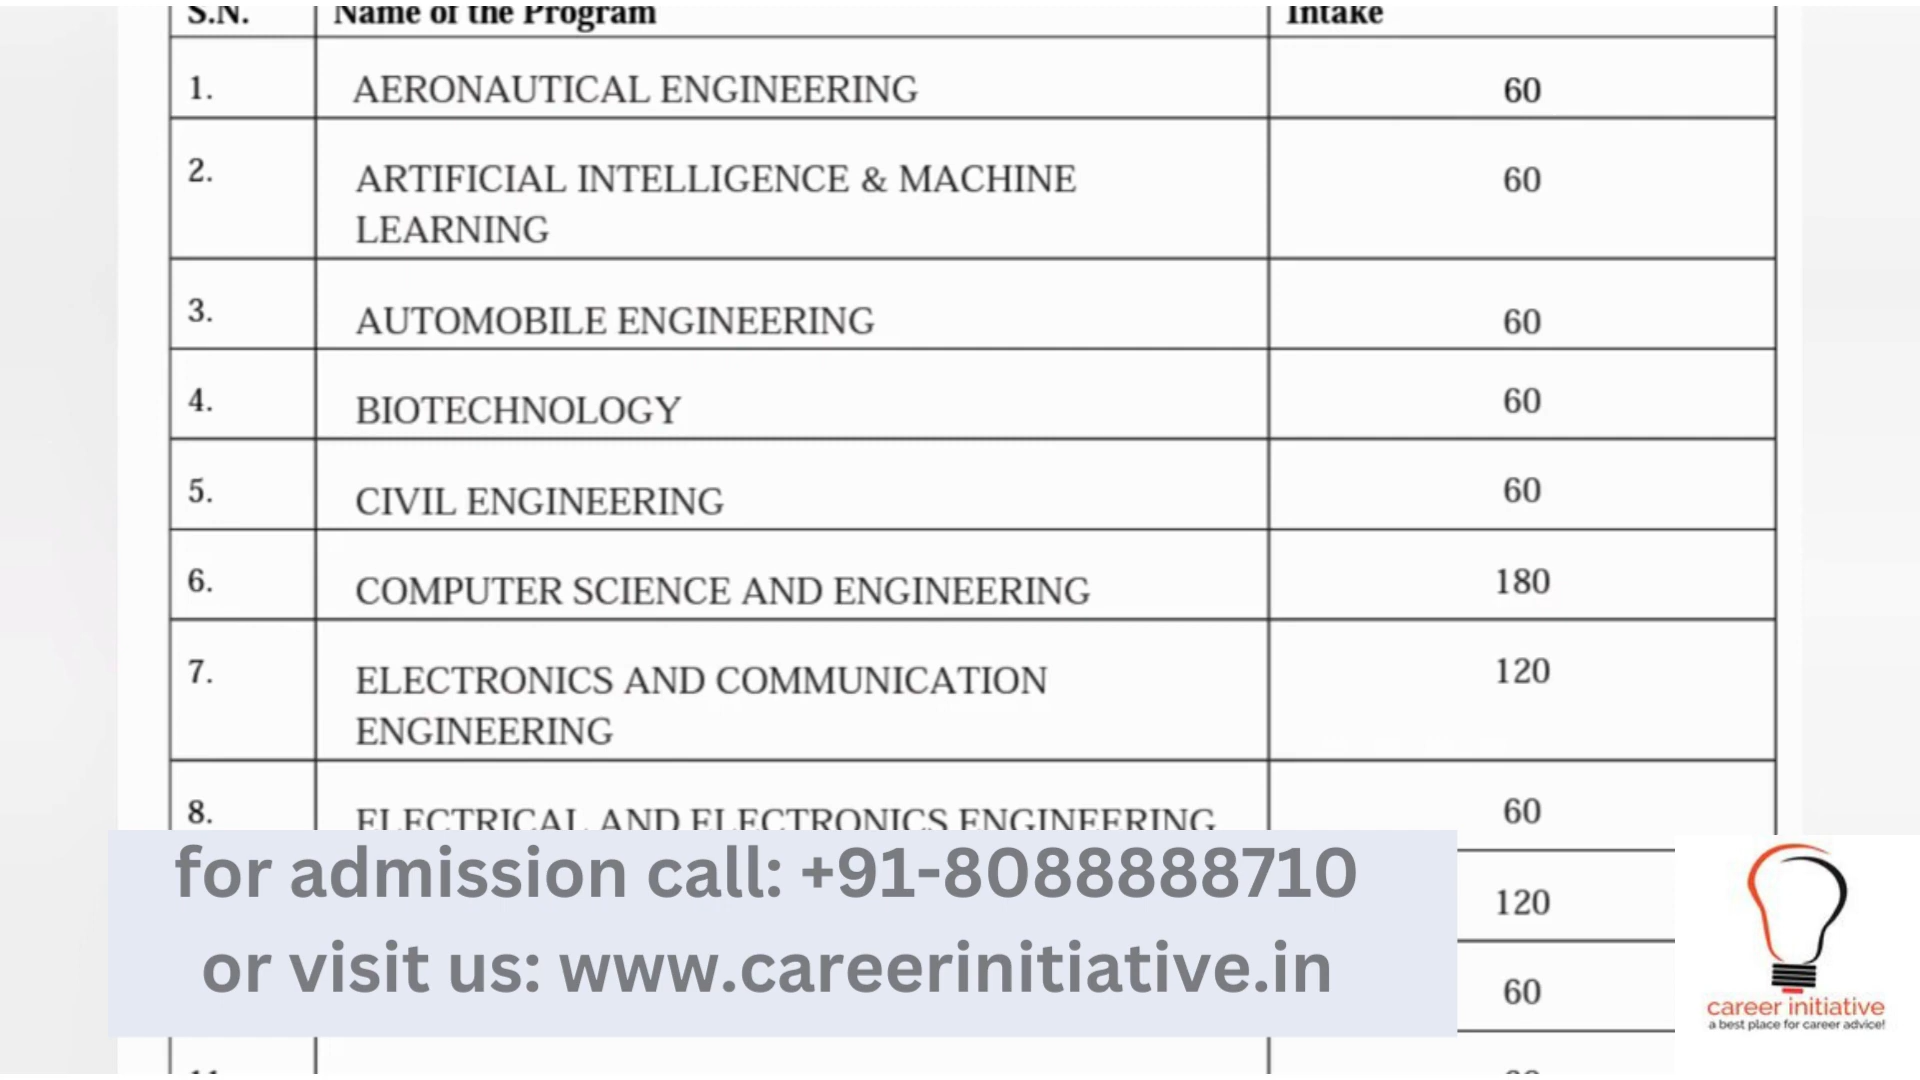 S.N. Name of the Program Intake
1. AERONAUTICAL ENGINEERING 60
2. ARTIFICIAL INTELLIGENCE & MACHINE 60
LEARNING
3. AUTOMOBILE ENGINEERING 60
4. BIOTECHNOLOGY 60
5. CIVIL ENGINEERING 60
6. COMPUTER SCIENCE AND ENGINEERING 180
7. ELECTRONICS AND COMMUNICATION 120
ENGINEERING
8. ELECTRICAL AND ELECTRONICS ENGINEERING 60
for admission call: +91-8088888710
120
or visit us: www.careerinitiative.in
60
career initiative
a best place for career advice!